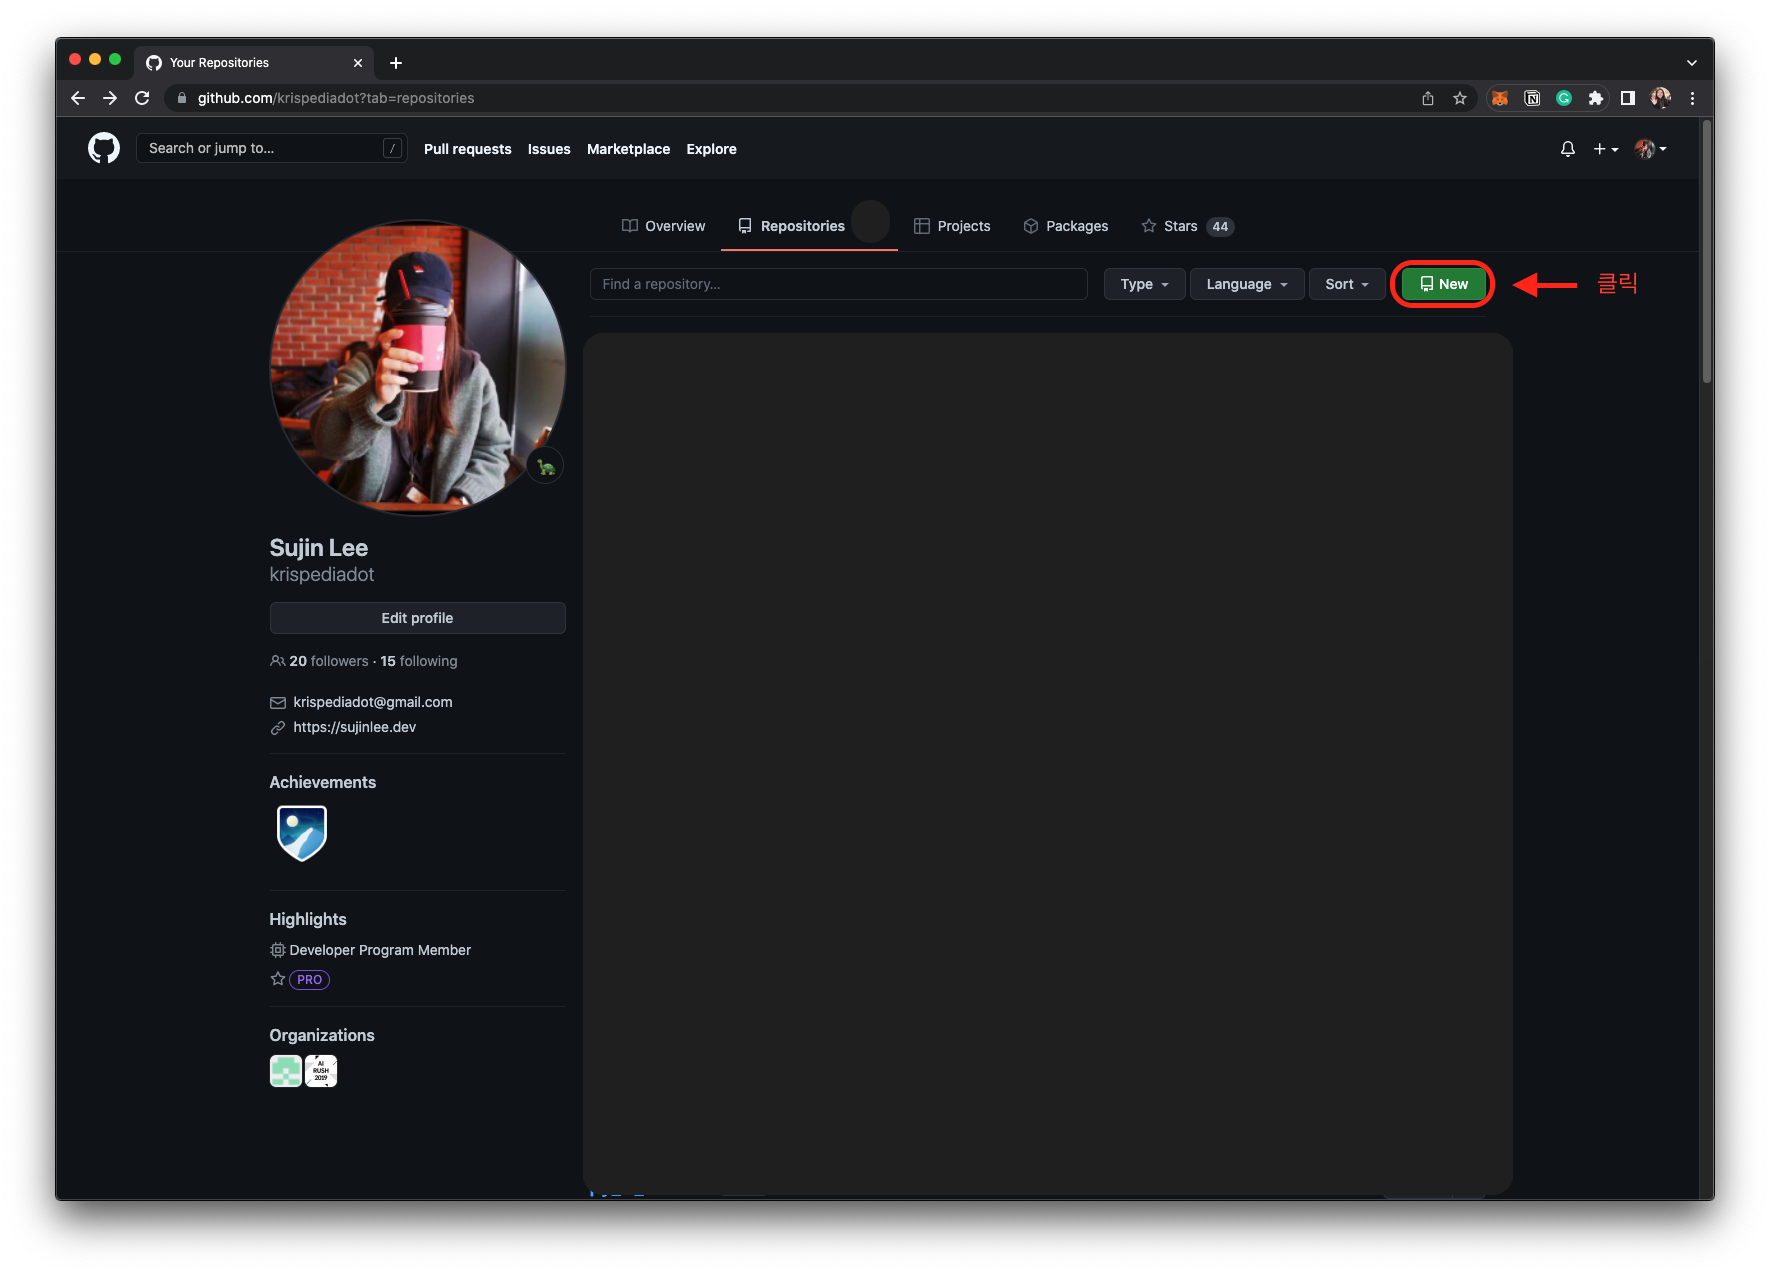 Your Repositories
github.com/krispediadot?tab=repositories
Search or jump to...
/
Pull requests
Issues
Marketplace
Explore
Overview
Repositories
Projects
Packages
Stars 44
Find a repository...
Type
Language
Sort
New
클릭
Sujin Lee
krispediadot
Edit profile
20 followers · 15 following
krispediadot@gmail.com
https://sujinlee.dev
Achievements
Highlights
Developer Program Member
PRO
Organizations
AI
RUSH
2019